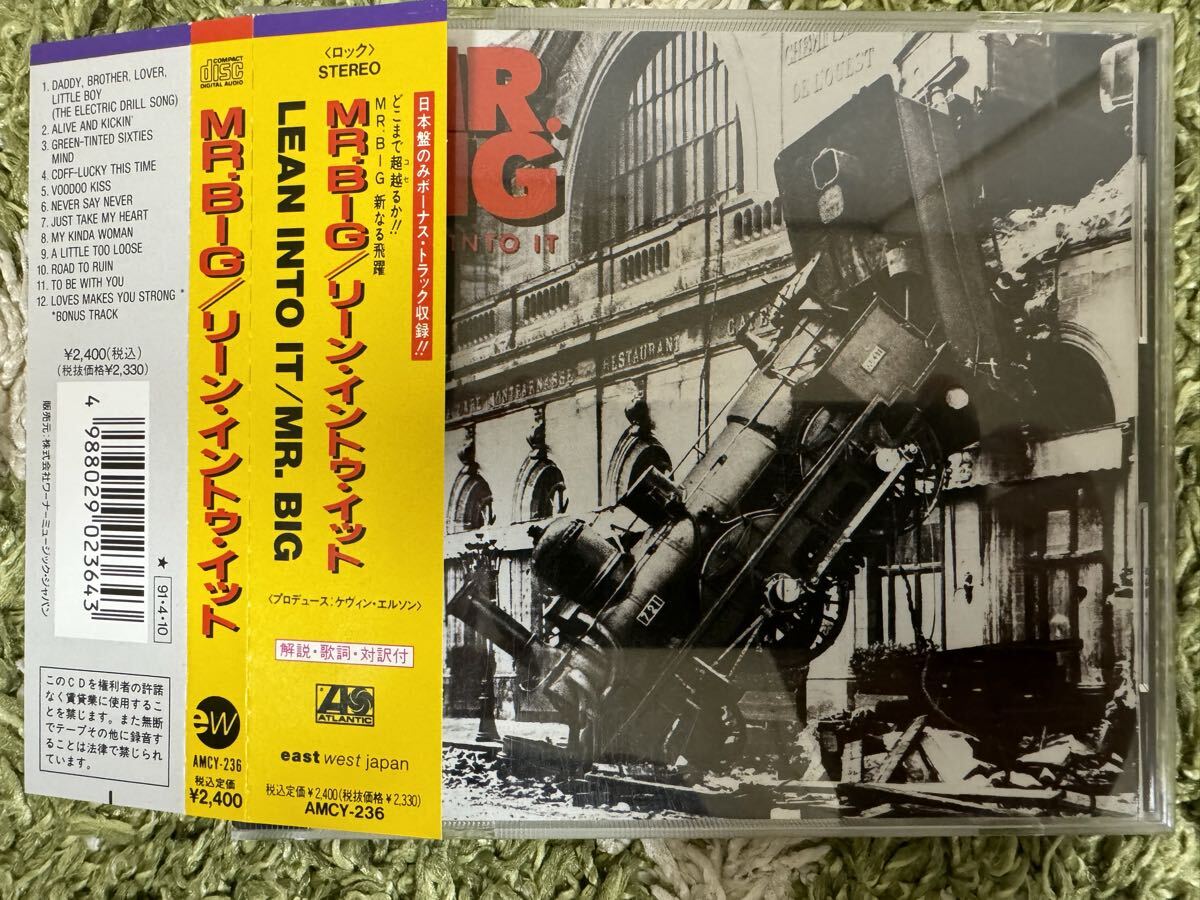 1. DADDY, BROTHER, LOVER,
LITTLE BOY
(THE ELECTRIC DRILL SONG)
2. ALIVE AND KICKIN'
3. GREEN-TINTED SIXTIES
MIND
4. CDFF-LUCKY THIS TIME
5. VOODOO KISS
6. NEVER SAY NEVER
7. JUST TAKE MY HEART
8. MY KINDA WOMAN
9. A LITTLE TOO LOOSE
10. ROAD TO RUIN
11. TO BE WITH YOU
12. LOVES MAKES YOU STRONG *
*BONUS TRACK
¥2,400(税込)
(税抜価格¥2,330)
4 988029 023643
販売元:株式会社ワーナーミュージック・ジャパン
★ 91・4・10
このCDを権利者の許諾
なく賃貸業に使用するこ
とを禁じます。また無断
でテープその他に録音す
ることは法律で禁じられ
ています。
COMPACT
disc
DIGITAL AUDIO
MR.BIG/リーン・イントゥ・イット
ew
AMCY-236
税込定価
¥2,400
〈ロック〉
STEREO
日本盤のみボーナス・トラック収録!!
どこまで超越るか!!
コセ
MR.BIG 新なる飛躍
MR.BIG/リーン・イントゥ・イット
LEAN INTO IT/MR. BIG
〈プロデュース:ケヴィン・エルソン〉
解説・歌詞・対訳付
ATLANTIC
east west japan
税込定価¥2,400(税抜価格¥2,330)
AMCY-236
MR.
BIG
INTO IT
DE L'OUEST
CAFE
RESTAURANT
MONTPARNASSE
721